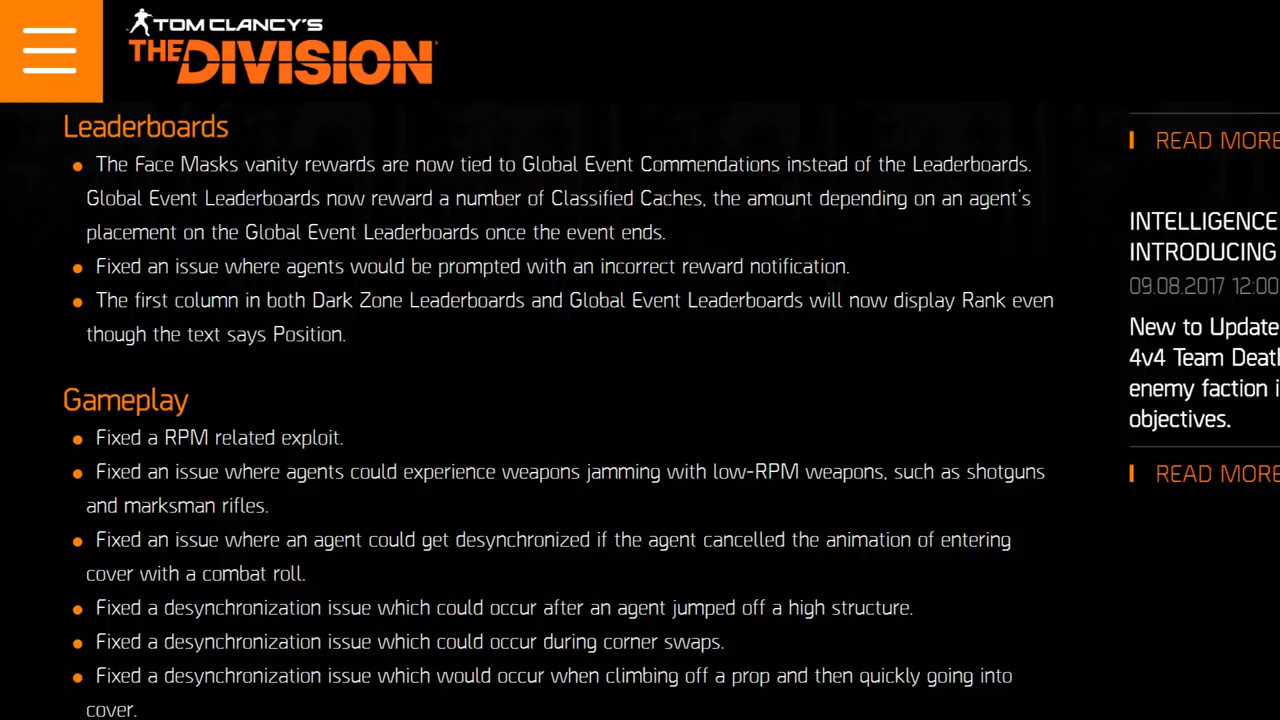 TOM CLANCY'S
THE DIVISION
Leaderboards
The Face Masks vanity rewards are now tied to Global Event Commendations instead of the Leaderboards.
Global Event Leaderboards now reward a number of Classified Caches, the amount depending on an agent's
placement on the Global Event Leaderboards once the event ends.
Fixed an issue where agents would be prompted with an incorrect reward notification.
The first column in both Dark Zone Leaderboards and Global Event Leaderboards will now display Rank even
though the text says Position.
Gameplay
Fixed a RPM related exploit.
Fixed an issue where agents could experience weapons jamming with low-RPM weapons, such as shotguns
and marksman rifles.
Fixed an issue where an agent could get desynchronized if the agent cancelled the animation of entering
cover with a combat roll.
Fixed a desynchronization issue which could occur after an agent jumped off a high structure.
Fixed a desynchronization issue which could occur during corner swaps.
Fixed a desynchronization issue which would occur when climbing off a prop and then quickly going into
cover.
READ MORE
INTELLIGENCE
INTRODUCING
09.08.2017 12:00
New to Update
4v4 Team Deat
enemy faction i
objectives.
READ MORE